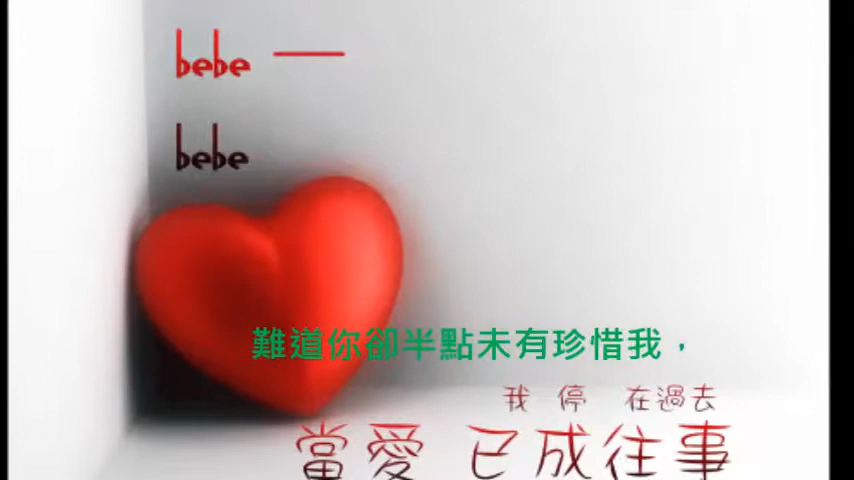 bebe —
bebe
難道你卻半點未有珍惜我，
我 停 在過去
當愛 已成往事